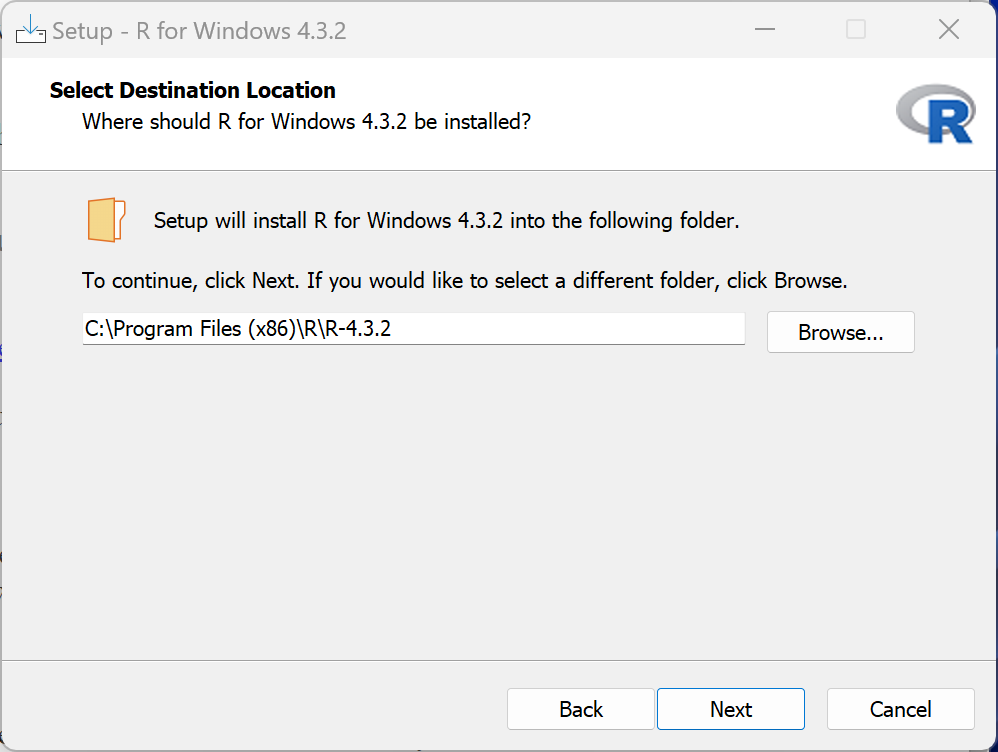 Setup - R for Windows 4.3.2
Select Destination Location
Where should R for Windows 4.3.2 be installed?
R
Setup will install R for Windows 4.3.2 into the following folder.
To continue, click Next. If you would like to select a different folder, click Browse.
C:\Program Files (x86)\R\R-4.3.2
Browse...
Back
Next
Cancel